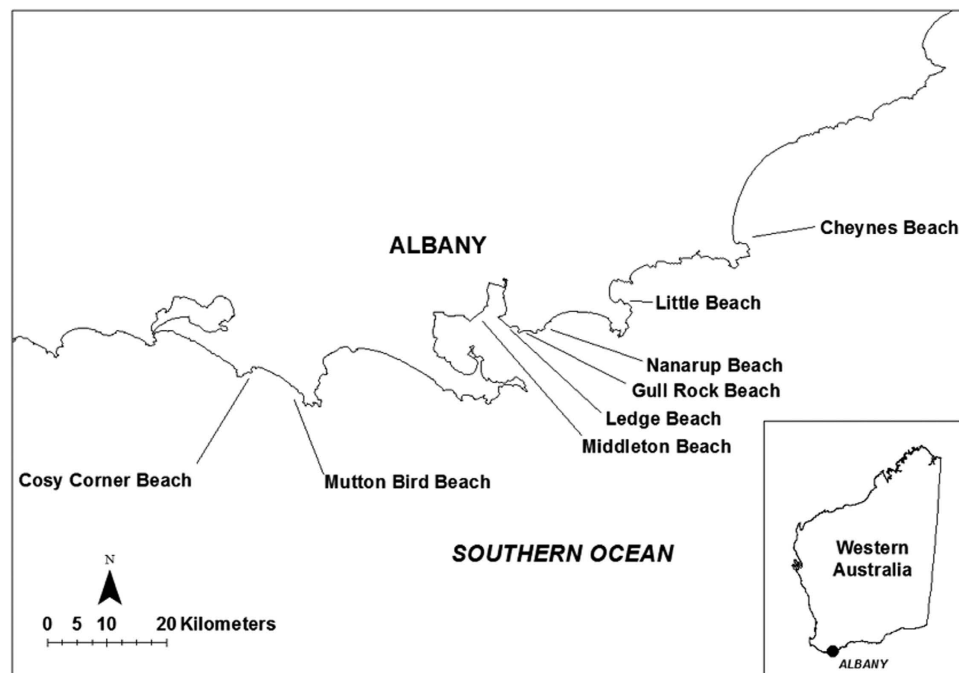 Cheynes Beach
ALBANY
Little Beach
Nanarup Beach
Gull Rock Beach
Ledge Beach
Middleton Beach
Cosy Corner Beach
Mutton Bird Beach
SOUTHERN OCEAN
Western
Australia
ALBANY
N
0 5 10 20 Kilometers